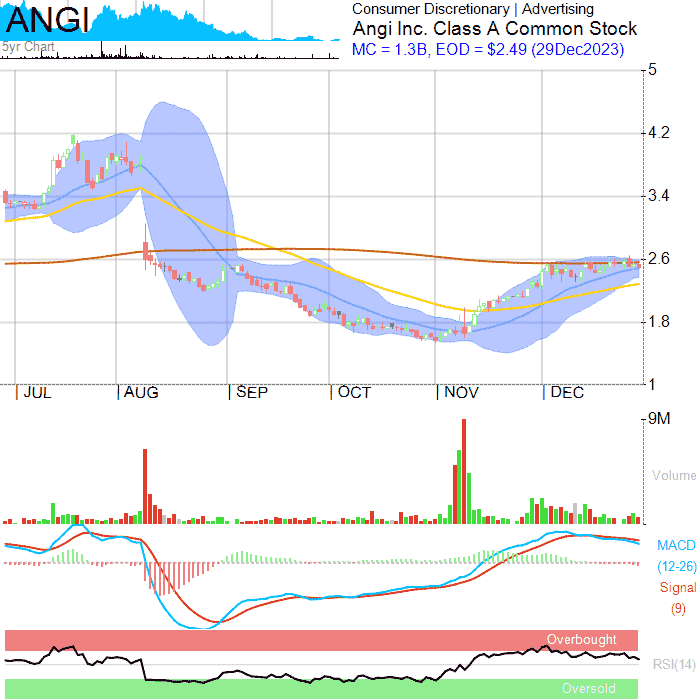 ANGI
5yr Chart
Consumer Discretionary | Advertising
Angi Inc. Class A Common Stock
MC = 1.3B, EOD = $2.49 (29Dec2023)
5
4.2
3.4
2.6
1.8
1
JUL AUG SEP OCT NOV DEC
9M
Volume
MACD
(12-26)
Signal
(9)
Overbought
RSI(14)
Oversold